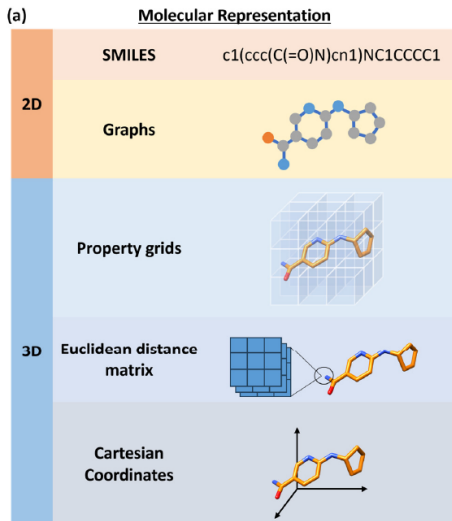 (a)
Molecular Representation
2D
SMILES
c1(ccc(C(=O)N)cn1)NC1CCCC1
Graphs
3D
Property grids
Euclidean distance
matrix
Cartesian
Coordinates